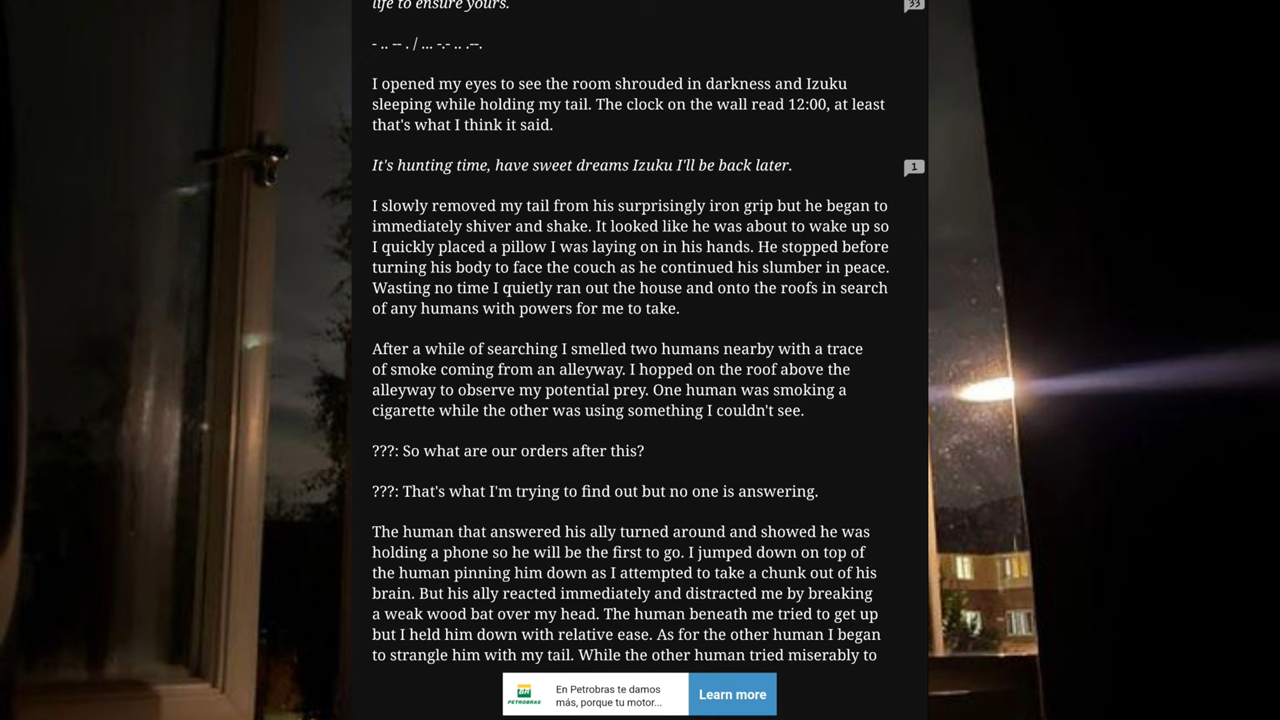 life to ensure yours.
33
- .. -- . / ... -.- .. .--.
I opened my eyes to see the room shrouded in darkness and Izuku
sleeping while holding my tail. The clock on the wall read 12:00, at least
that's what I think it said.
It's hunting time, have sweet dreams Izuku I'll be back later.
1
I slowly removed my tail from his surprisingly iron grip but he began to
immediately shiver and shake. It looked like he was about to wake up so
I quickly placed a pillow I was laying on in his hands. He stopped before
turning his body to face the couch as he continued his slumber in peace.
Wasting no time I quietly ran out the house and onto the roofs in search
of any humans with powers for me to take.
After a while of searching I smelled two humans nearby with a trace
of smoke coming from an alleyway. I hopped on the roof above the
alleyway to observe my potential prey. One human was smoking a
cigarette while the other was using something I couldn't see.
???: So what are our orders after this?
???: That's what I'm trying to find out but no one is answering.
The human that answered his ally turned around and showed he was
holding a phone so he will be the first to go. I jumped down on top of
the human pinning him down as I attempted to take a chunk out of his
brain. But his ally reacted immediately and distracted me by breaking
a weak wood bat over my head. The human beneath me tried to get up
but I held him down with relative ease. As for the other human I began
to strangle him with my tail. While the other human tried miserably to
BR
PETROBRAS
En Petrobras te damos
más, porque tu motor...
Learn more